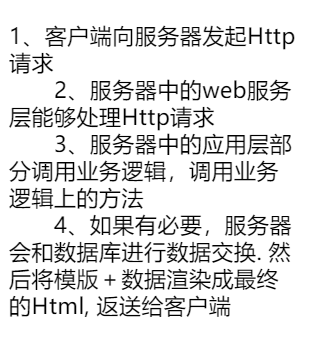 1、客户端向服务器发起Http
请求
2、服务器中的web服务
层能够处理Http请求
3、服务器中的应用层部
分调用业务逻辑，调用业务
逻辑上的方法
4、如果有必要，服务器
会和数据库进行数据交换. 然
后将模版＋数据渲染成最终
的Html, 返送给客户端